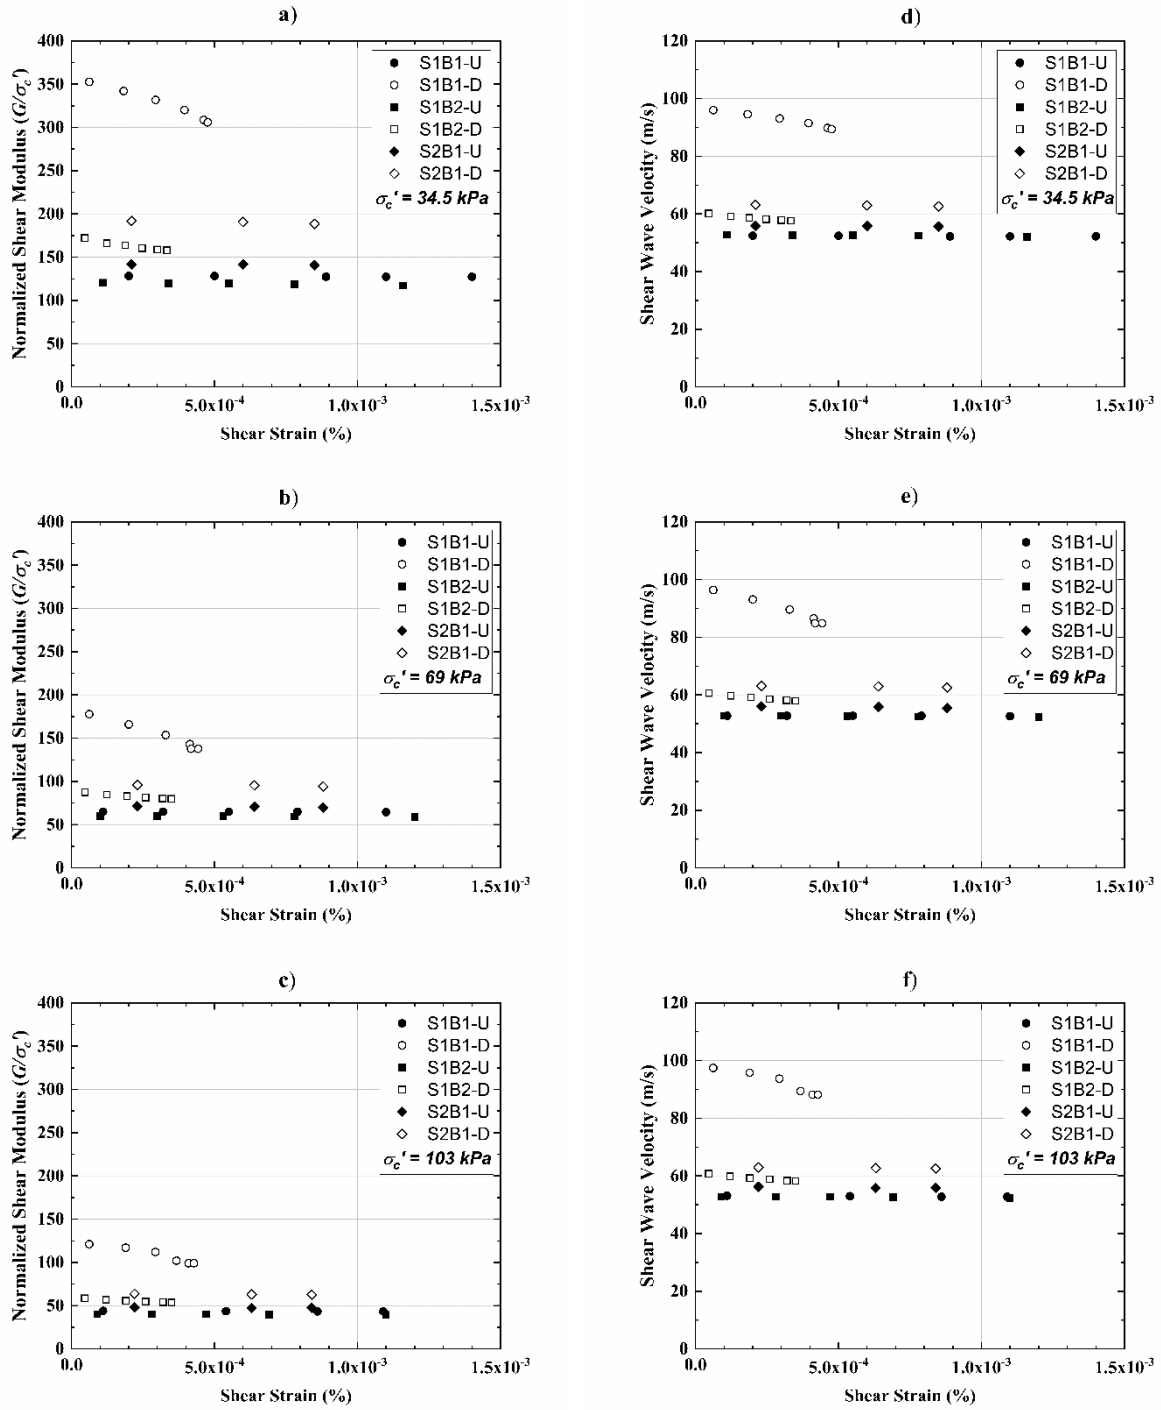 a)
Normalized Shear Modulus (G/σc')
400
350
300
250
200
150
100
50
0
S1B1-U
S1B1-D
S1B2-U
S1B2-D
S2B1-U
S2B1-D
σc' = 34.5 kPa
0.0
5.0x10⁻⁴
1.0x10⁻³
1.5x10⁻³
Shear Strain (%)
d)
Shear Wave Velocity (m/s)
120
100
80
60
40
20
0
S1B1-U
S1B1-D
S1B2-U
S1B2-D
S2B1-U
S2B1-D
σc' = 34.5 kPa
0.0
5.0x10⁻⁴
1.0x10⁻³
1.5x10⁻³
Shear Strain (%)
b)
Normalized Shear Modulus (G/σc')
400
350
300
250
200
150
100
50
0
S1B1-U
S1B1-D
S1B2-U
S1B2-D
S2B1-U
S2B1-D
σc' = 69 kPa
0.0
5.0x10⁻⁴
1.0x10⁻³
1.5x10⁻³
Shear Strain (%)
e)
Shear Wave Velocity (m/s)
120
100
80
60
40
20
0
S1B1-U
S1B1-D
S1B2-U
S1B2-D
S2B1-U
S2B1-D
σc' = 69 kPa
0.0
5.0x10⁻⁴
1.0x10⁻³
1.5x10⁻³
Shear Strain (%)
c)
Normalized Shear Modulus (G/σc')
400
350
300
250
200
150
100
50
0
S1B1-U
S1B1-D
S1B2-U
S1B2-D
S2B1-U
S2B1-D
σc' = 103 kPa
0.0
5.0x10⁻⁴
1.0x10⁻³
1.5x10⁻³
Shear Strain (%)
f)
Shear Wave Velocity (m/s)
120
100
80
60
40
20
0
S1B1-U
S1B1-D
S1B2-U
S1B2-D
S2B1-U
S2B1-D
σc' = 103 kPa
0.0
5.0x10⁻⁴
1.0x10⁻³
1.5x10⁻³
Shear Strain (%)